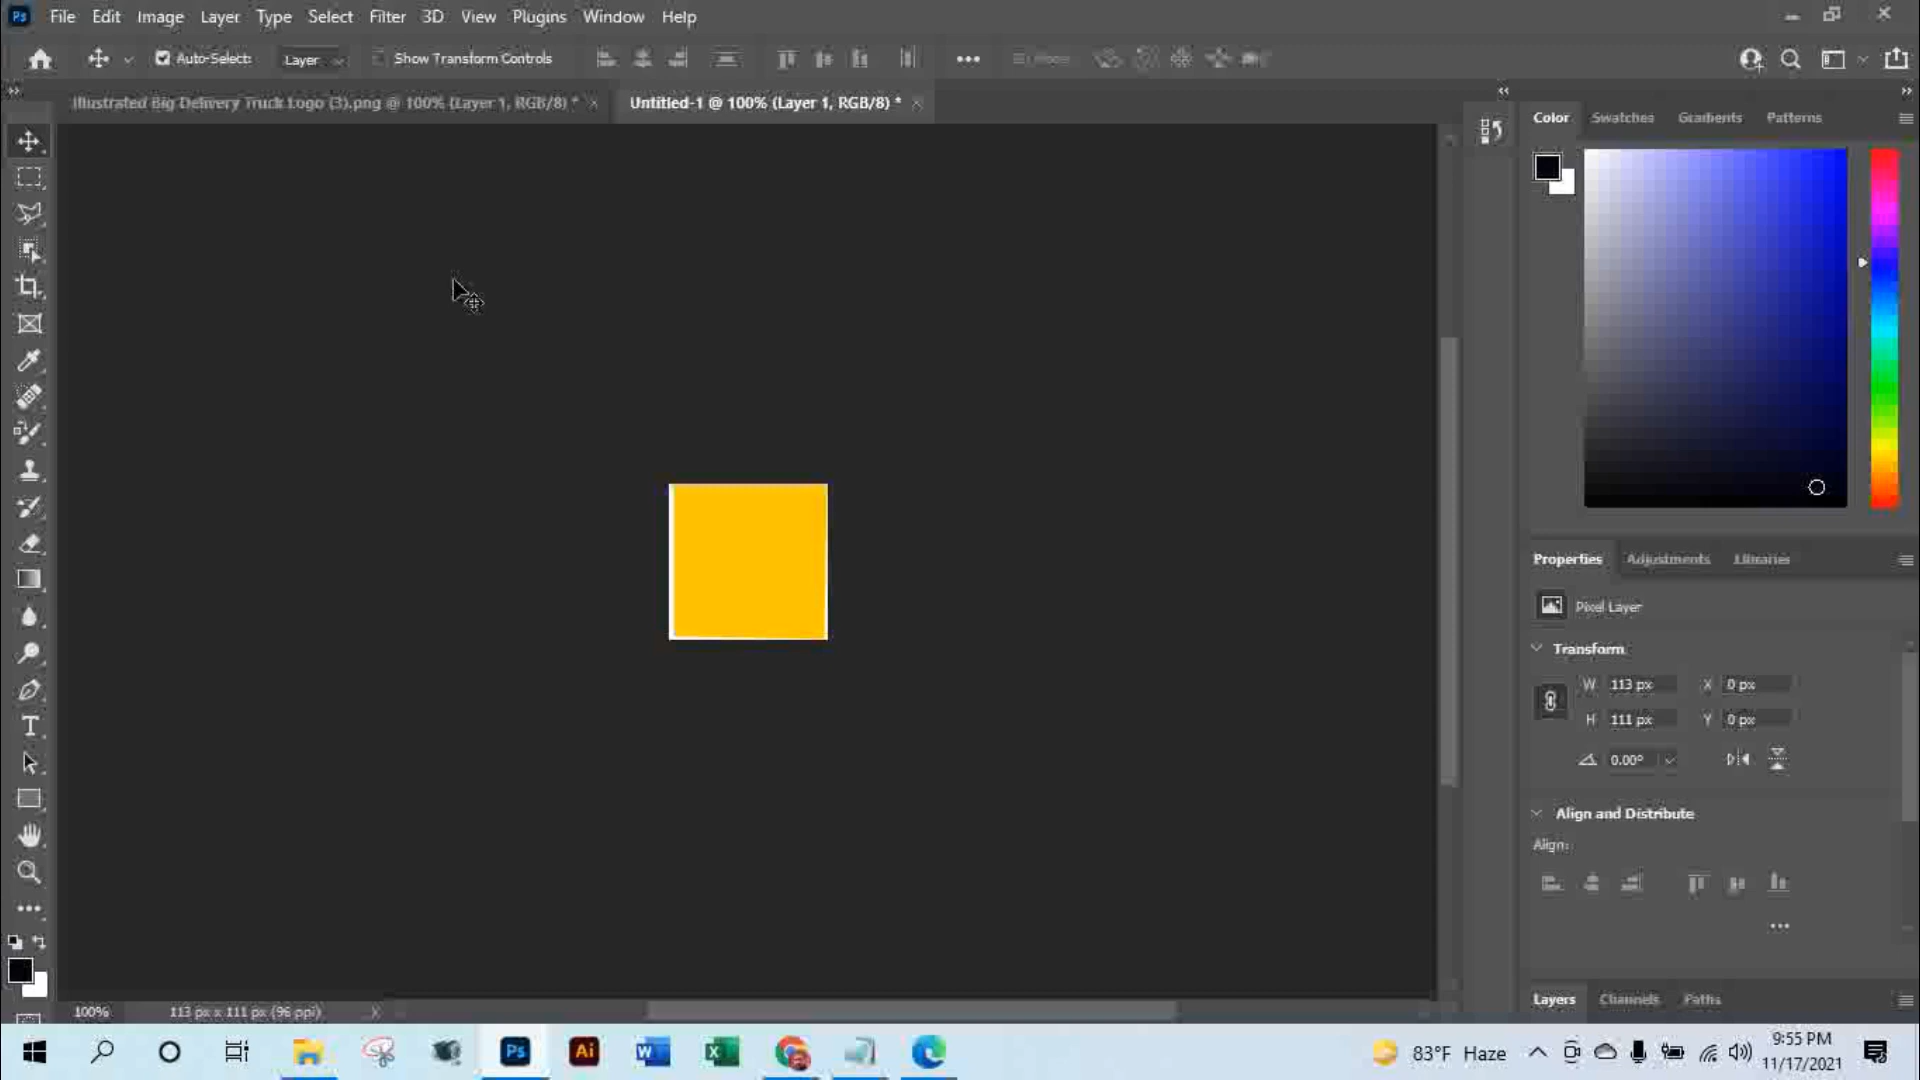 Ps File Edit Image Layer Type Select Filter 3D View Plugins Window Help
Auto-Select: Layer Show Transform Controls
Illustrated Big Delivery Truck Logo (3).png @ 100% (Layer 1, RGB/8) *
Untitled-1 @ 100% (Layer 1, RGB/8) *
Color Swatches Gradients Patterns
Properties Adjustments Libraries
Pixel Layer
Transform
W 113 px X 0 px
H 111 px Y 0 px
0.00°
Align and Distribute
Align:
Layers Channels Paths
100% 113 px x 111 px (96 ppi)
Ps Ai W X
83°F Haze
9:55 PM
11/17/2021